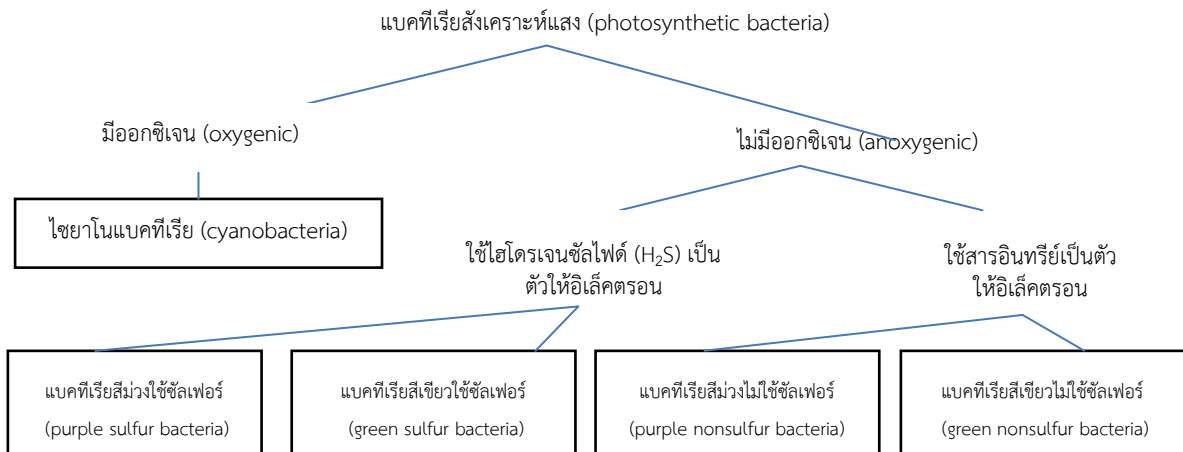 แบคทีเรียสังเคราะห์แสง (photosynthetic bacteria)
มีออกซิเจน (oxygenic)
ไม่มีออกซิเจน (anoxygenic)
ไซยาโนแบคทีเรีย (cyanobacteria)
ใช้ไฮโดรเจนซัลไฟด์ (H₂S) เป็น
ตัวให้อิเล็คตรอน
ใช้สารอินทรีย์เป็นตัว
ให้อิเล็คตรอน
แบคทีเรียสีม่วงใช้ซัลเฟอร์
(purple sulfur bacteria)
แบคทีเรียสีเขียวใช้ซัลเฟอร์
(green sulfur bacteria)
แบคทีเรียสีม่วงไม่ใช้ซัลเฟอร์
(purple nonsulfur bacteria)
แบคทีเรียสีเขียวไม่ใช้ซัลเฟอร์
(green nonsulfur bacteria)